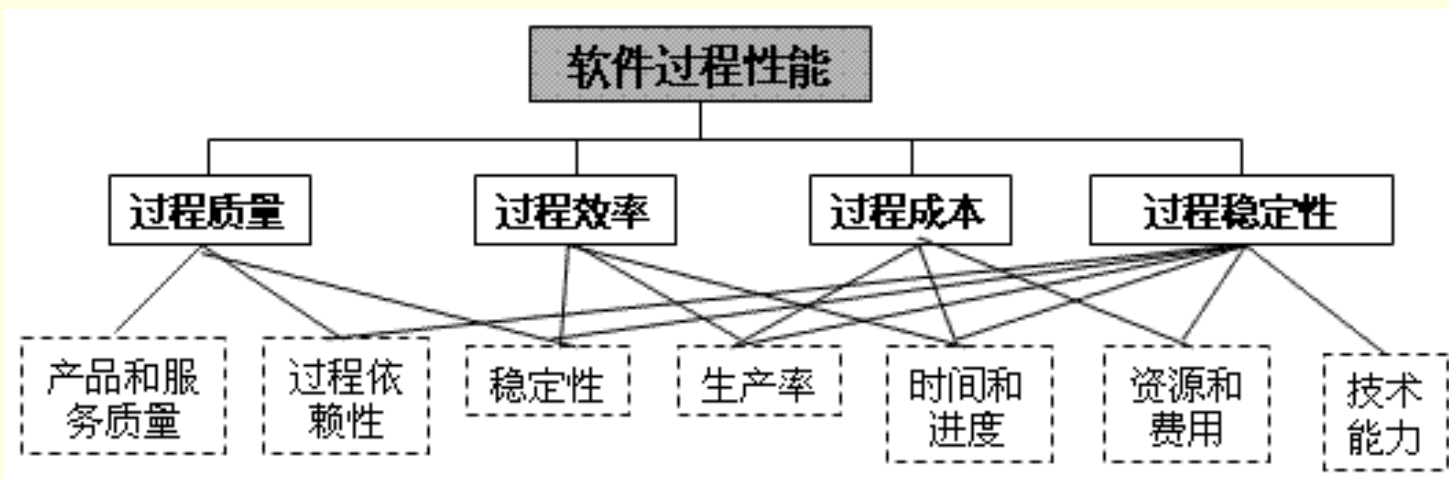 软件过程性能
过程质量
过程效率
过程成本
过程稳定性
产品和服
务质量
过程依
赖性
稳定性
生产率
时间和
进度
资源和
费用
技术
能力